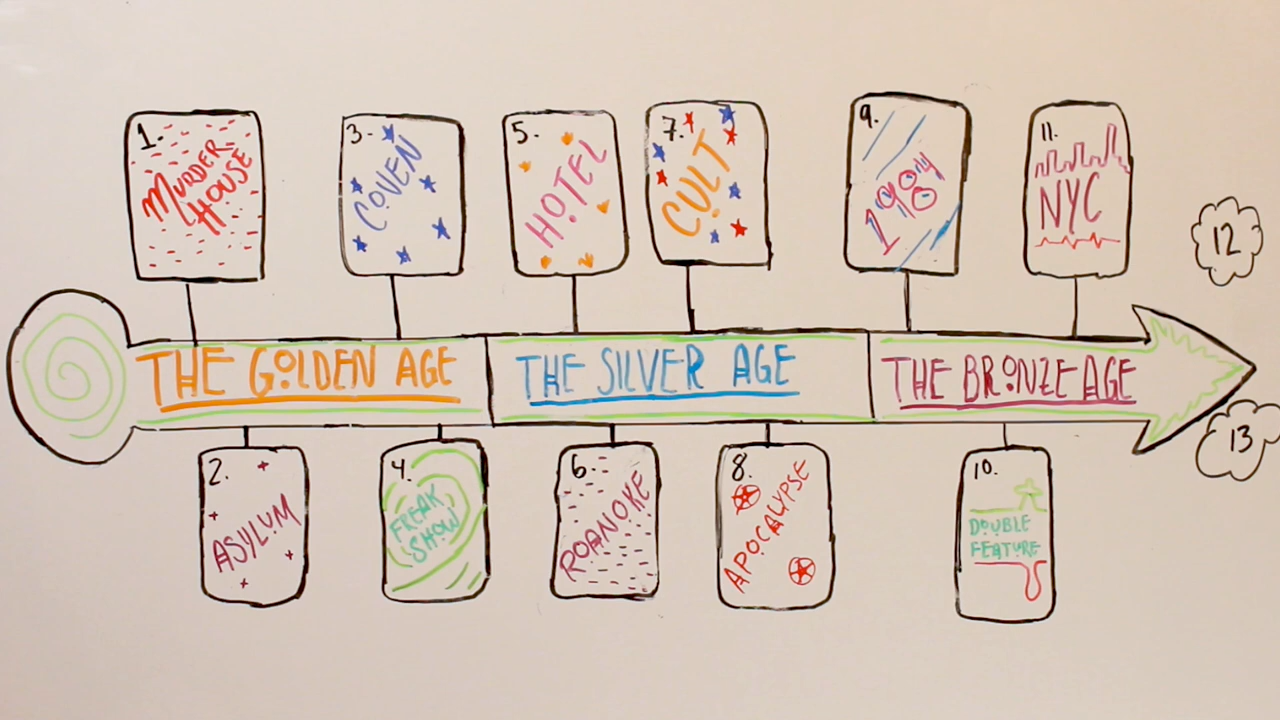 1.
MURDER
HOUSE
3.
COVEN
5.
HOTEL
7.
CULT
9.
1984
11.
NYC
12
THE GOLDEN AGE
THE SILVER AGE
THE BRONZE AGE
13
2.
ASYLUM
4.
FREAK
SHOW
6.
ROANOKE
8.
APOCALYPSE
10.
DOUBLE
FEATURE